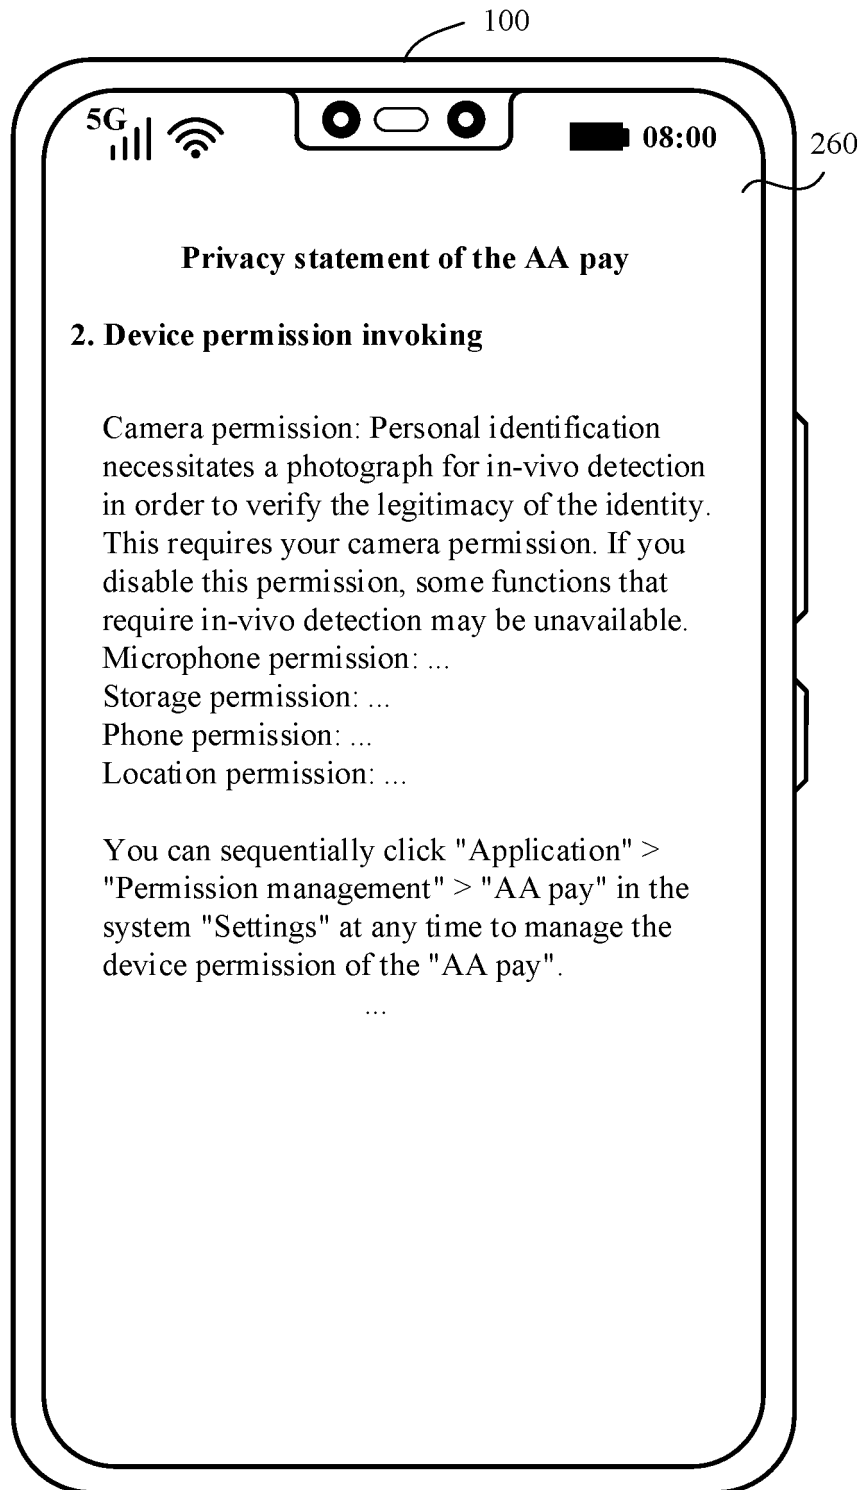 100
5G
08:00
260
Privacy statement of the AA pay
2. Device permission invoking
Camera permission: Personal identification
necessitates a photograph for in-vivo detection
in order to verify the legitimacy of the identity.
This requires your camera permission. If you
disable this permission, some functions that
require in-vivo detection may be unavailable.
Microphone permission: ...
Storage permission: ...
Phone permission: ...
Location permission: ...
You can sequentially click "Application" >
"Permission management" > "AA pay" in the
system "Settings" at any time to manage the
device permission of the "AA pay".
...